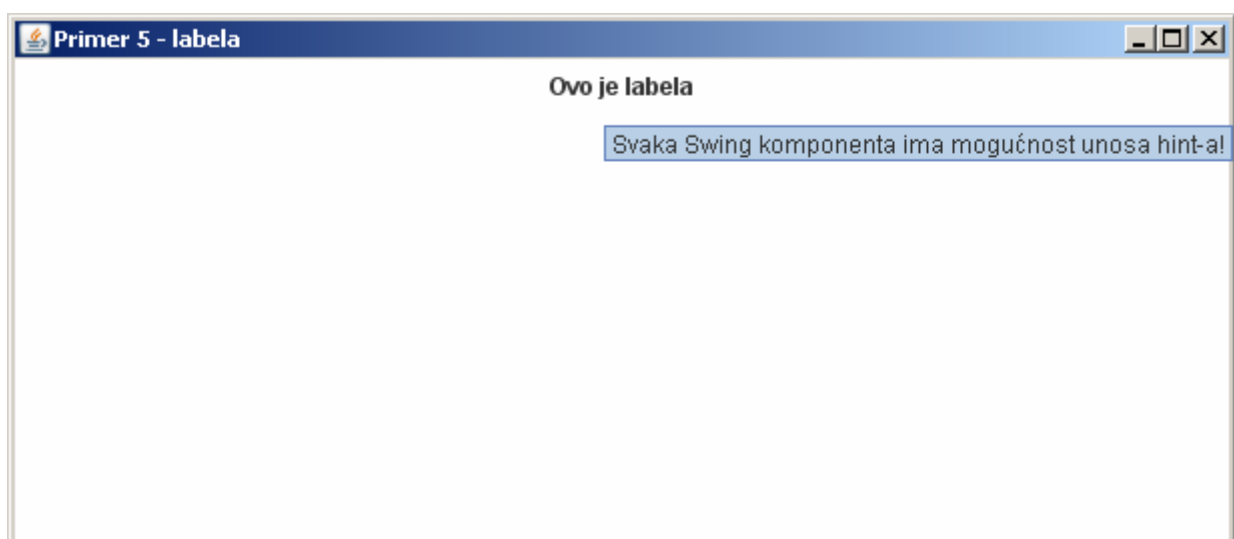 Primer 5 - labela
Ovo je labela
Svaka Swing komponenta ima mogućnost unosa hint-a!